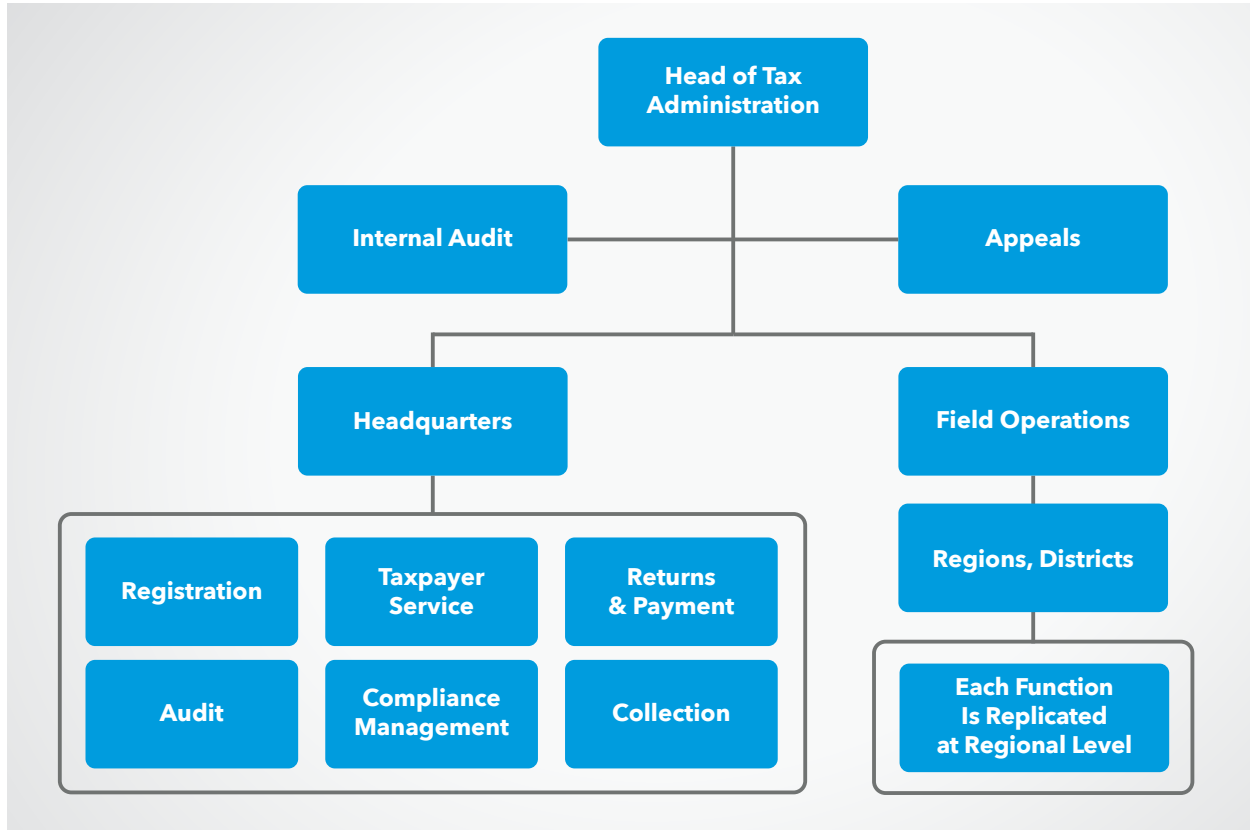 Head of Tax
Administration
Internal Audit
Appeals
Headquarters
Field Operations
Registration
Taxpayer
Service
Returns
& Payment
Audit
Compliance
Management
Collection
Regions, Districts
Each Function
Is Replicated
at Regional Level